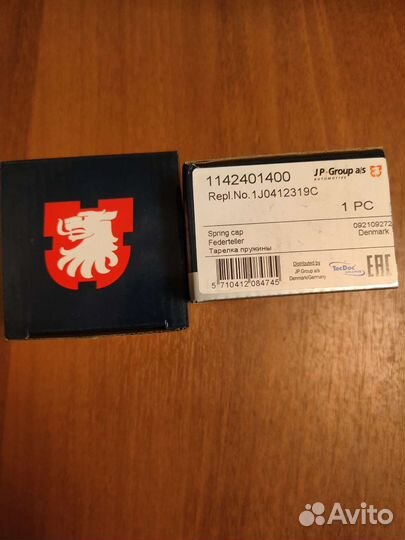 1142401400
JP Group a/s
AUTOMOTIVE
Repl.No.1J0412319C
1 PC
Spring cap
Federteller
Тарелка пружины
092109272
Denmark
5 710412 084745
Distributed by
JP Group a/s
Denmark/Germany
TecDoc
EAC
Avito